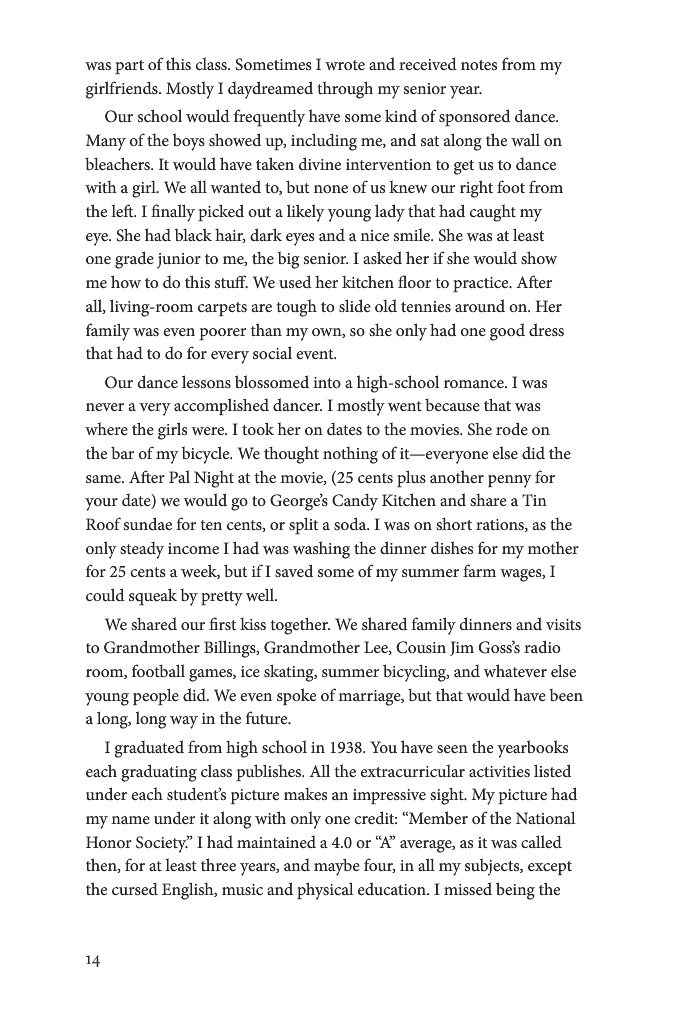 was part of this class. Sometimes I wrote and received notes from my
girlfriends. Mostly I daydreamed through my senior year.
Our school would frequently have some kind of sponsored dance.
Many of the boys showed up, including me, and sat along the wall on
bleachers. It would have taken divine intervention to get us to dance
with a girl. We all wanted to, but none of us knew our right foot from
the left. I finally picked out a likely young lady that had caught my
eye. She had black hair, dark eyes and a nice smile. She was at least
one grade junior to me, the big senior. I asked her if she would show
me how to do this stuff. We used her kitchen floor to practice. After
all, living-room carpets are tough to slide old tennies around on. Her
family was even poorer than my own, so she only had one good dress
that had to do for every social event.
Our dance lessons blossomed into a high-school romance. I was
never a very accomplished dancer. I mostly went because that was
where the girls were. I took her on dates to the movies. She rode on
the bar of my bicycle. We thought nothing of it—everyone else did the
same. After Pal Night at the movie, (25 cents plus another penny for
your date) we would go to George’s Candy Kitchen and share a Tin
Roof sundae for ten cents, or split a soda. I was on short rations, as the
only steady income I had was washing the dinner dishes for my mother
for 25 cents a week, but if I saved some of my summer farm wages, I
could squeak by pretty well.
We shared our first kiss together. We shared family dinners and visits
to Grandmother Billings, Grandmother Lee, Cousin Jim Goss’s radio
room, football games, ice skating, summer bicycling, and whatever else
young people did. We even spoke of marriage, but that would have been
a long, long way in the future.
I graduated from high school in 1938. You have seen the yearbooks
each graduating class publishes. All the extracurricular activities listed
under each student’s picture makes an impressive sight. My picture had
my name under it along with only one credit: “Member of the National
Honor Society.” I had maintained a 4.0 or “A” average, as it was called
then, for at least three years, and maybe four, in all my subjects, except
the cursed English, music and physical education. I missed being the
14